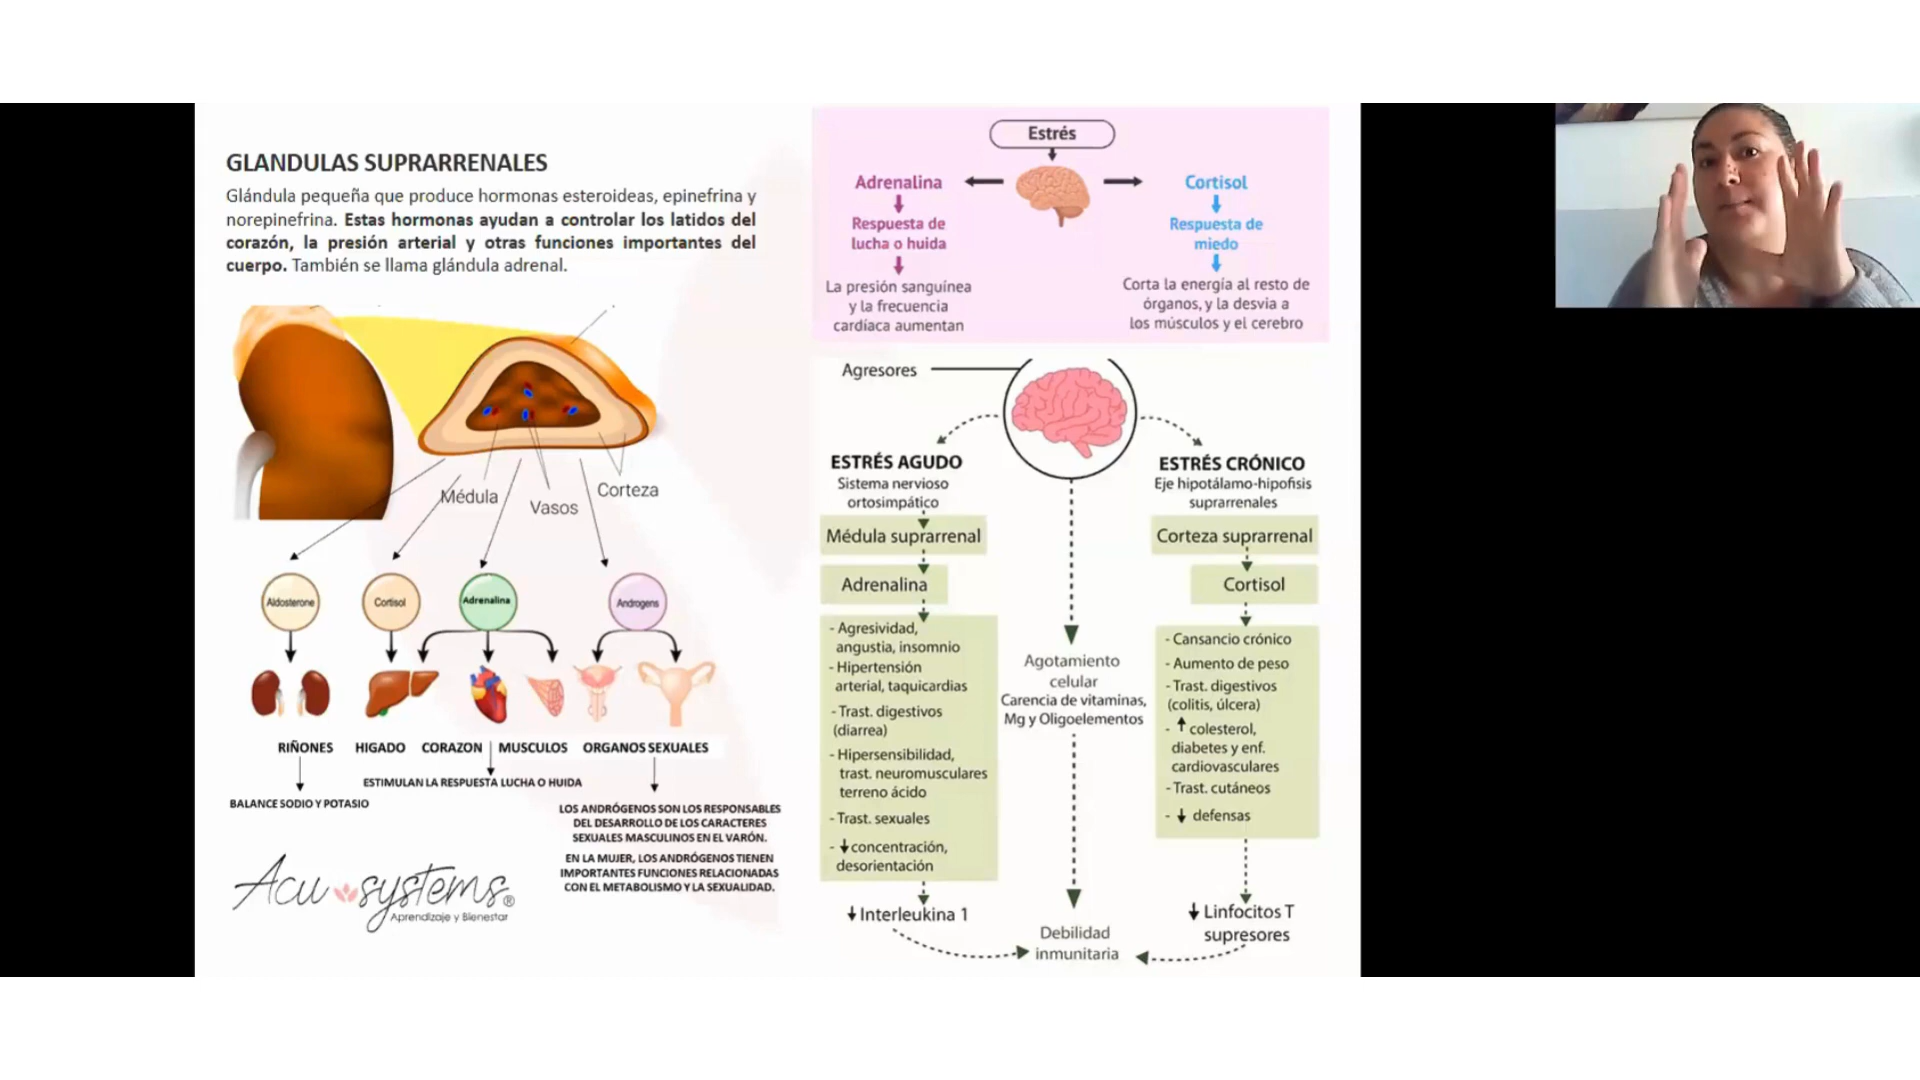 GLANDULAS SUPRARRENALES
Glándula pequeña que produce hormonas esteroideas, epinefrina y
norepinefrina. Estas hormonas ayudan a controlar los latidos del
corazón, la presión arterial y otras funciones importantes del
cuerpo. También se llama glándula adrenal.
Médula
Vasos
Corteza
Aldosterone
Cortisol
Adrenalina
Androgens
RIÑONES
HIGADO
CORAZON
MUSCULOS
ORGANOS SEXUALES
ESTIMULAN LA RESPUESTA LUCHA O HUIDA
BALANCE SODIO Y POTASIO
LOS ANDRÓGENOS SON LOS RESPONSABLES
DEL DESARROLLO DE LOS CARACTERES
SEXUALES MASCULINOS EN EL VARÓN.
EN LA MUJER, LOS ANDRÓGENOS TIENEN
IMPORTANTES FUNCIONES RELACIONADAS
CON EL METABOLISMO Y LA SEXUALIDAD.
Acu systems®
Aprendizaje y Bienestar
Estrés
Adrenalina
Respuesta de
lucha o huida
La presión sanguínea
y la frecuencia
cardíaca aumentan
Cortisol
Respuesta de
miedo
Corta la energía al resto de
órganos, y la desvía a
los músculos y el cerebro
Agresores
ESTRÉS AGUDO
Sistema nervioso
ortosimpático
Médula suprarrenal
Adrenalina
- Agresividad,
angustia, insomnio
- Hipertensión
arterial, taquicardias
- Trast. digestivos
(diarrea)
- Hipersensibilidad,
trast. neuromusculares
terreno ácido
- Trast. sexuales
- ↓ concentración,
desorientación
↓ Interleukina 1
Agotamiento
celular
Carencia de vitaminas,
Mg y Oligoelementos
Debilidad
inmunitaria
ESTRÉS CRÓNICO
Eje hipotálamo-hipofisis
suprarrenales
Corteza suprarrenal
Cortisol
- Cansancio crónico
- Aumento de peso
- Trast. digestivos
(colitis, úlcera)
- ↑ colesterol,
diabetes y enf.
cardiovasculares
- Trast. cutáneos
- ↓ defensas
↓ Linfocitos T
supresores